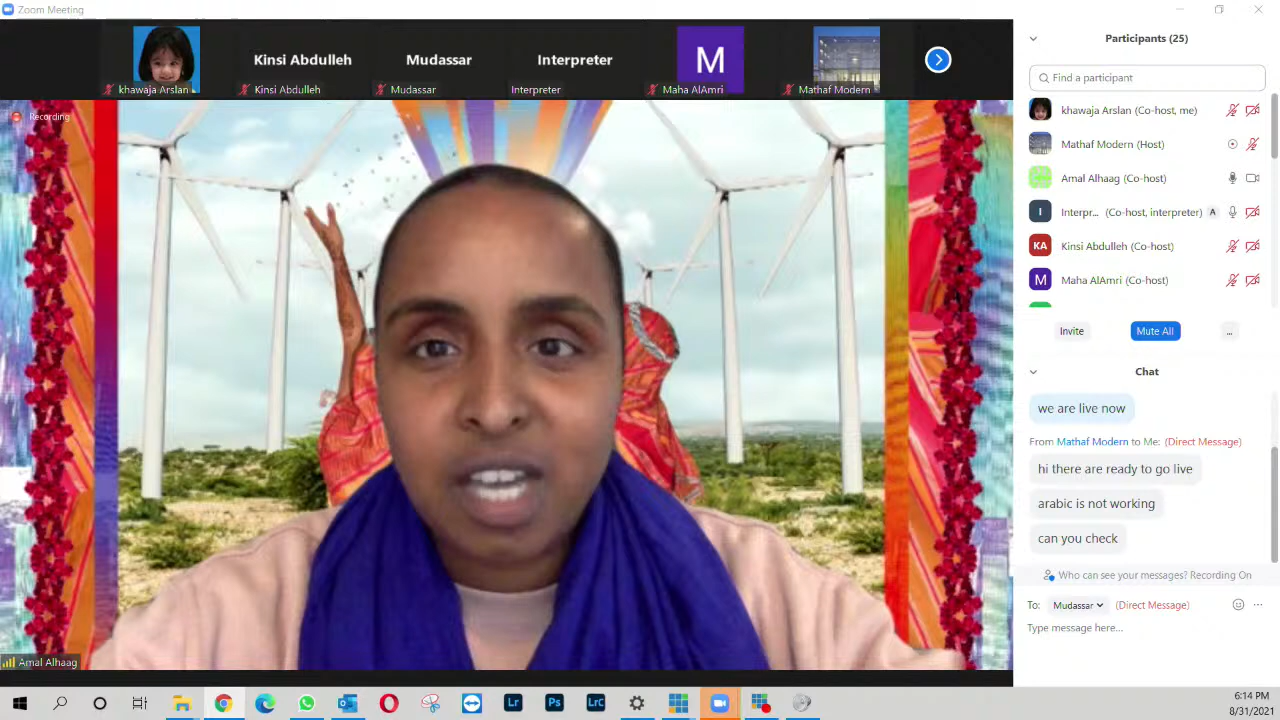 Zoom Meeting
Kinsi Abdulleh
Mudassar
Interpreter
M
khawaja Arslan
Kinsi Abdulleh
Mudassar
Interpreter
Maha AlAmri
Mathaf Modern
Recording
Amal Alhaag
Participants (25)
Find a participant
khawaja Arslan (Co-host, me)
Mathaf Modern (Host)
Amal Alhaag (Co-host)
I
Interpr... (Co-host, interpreter)
A
KA
Kinsi Abdulleh (Co-host)
M
Maha AlAmri (Co-host)
Invite
Mute All
...
Chat
we are live now
From Mathaf Modern to Me: (Direct Message)
hi there are ready to go live
arabic is not working
can you check
Who can see your messages? Recording On
To: Mudassar (Direct Message)
Type message here...
Lr
Ps
LrC
8/31/2021